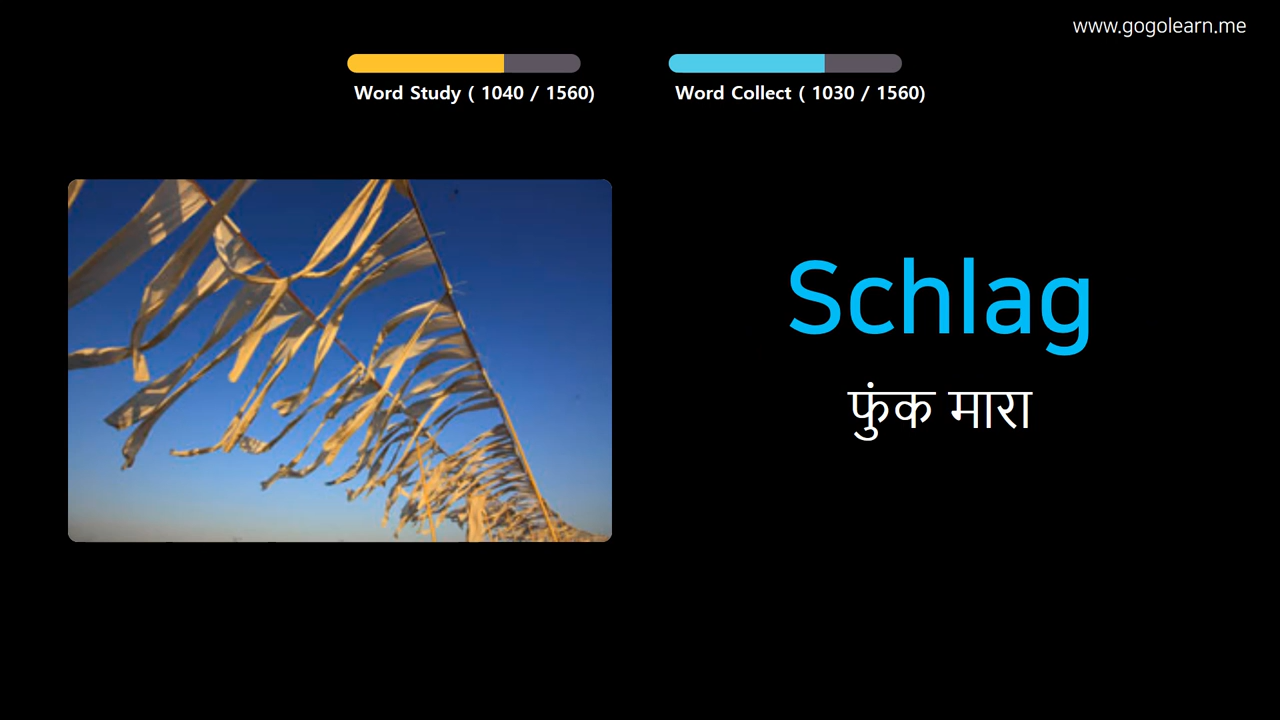 www.gogolearn.me
Word Study ( 1040 / 1560)
Word Collect ( 1030 / 1560)
Schlag
फुंक मारा